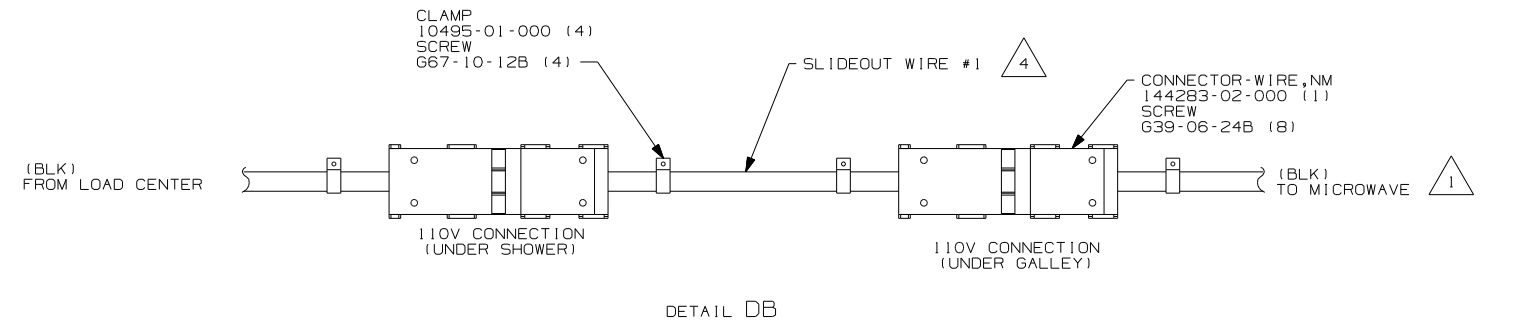 CLAMP
10495-01-000 (4)
SCREW
G67-10-12B (4)
SLIDEOUT WIRE #1
4
CONNECTOR-WIRE,NM
144283-02-000 (1)
SCREW
G39-06-24B (8)
(BLK)
FROM LOAD CENTER
(BLK)
TO MICROWAVE
1
110V CONNECTION
(UNDER SHOWER)
110V CONNECTION
(UNDER GALLEY)
DETAIL DB